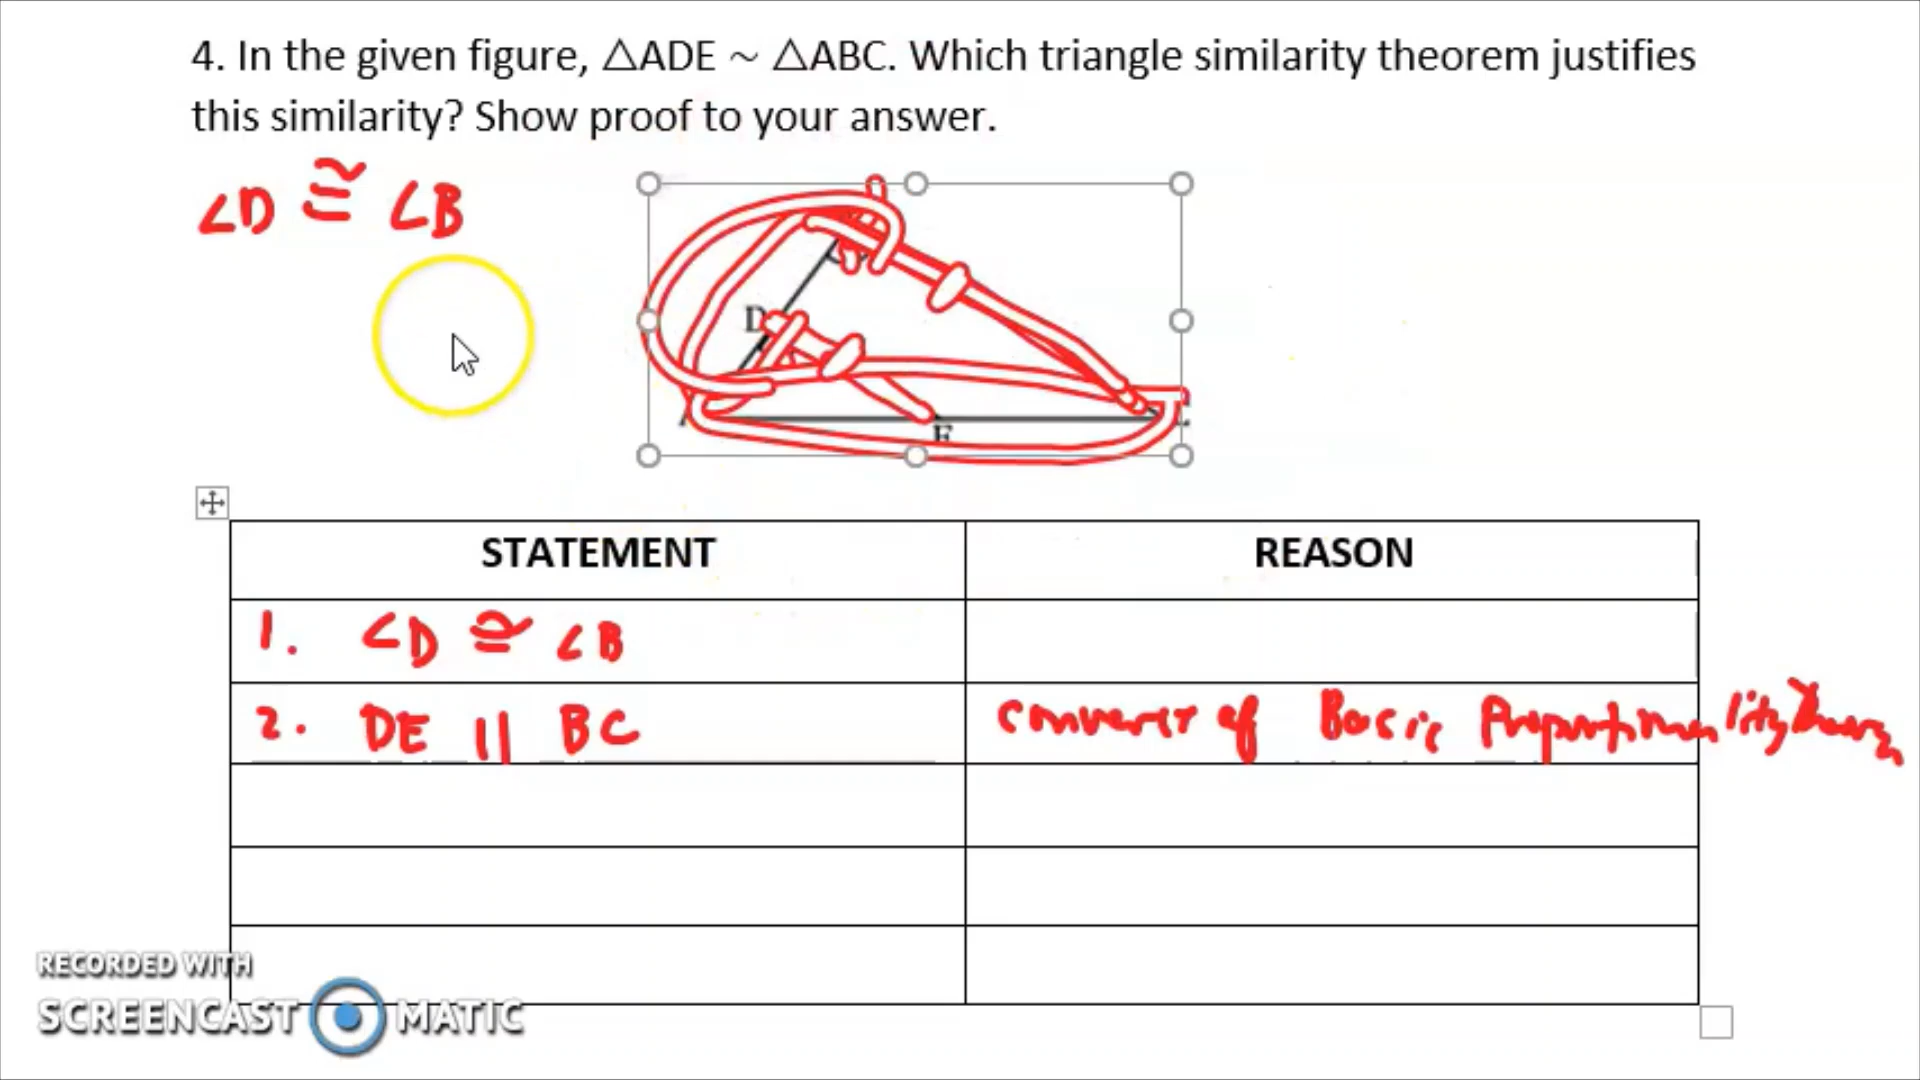 4. In the given figure, △ADE ~ △ABC. Which triangle similarity theorem justifies
this similarity? Show proof to your answer.
∠D ≅ ∠B
D
E
STATEMENT REASON
1. ∠D ≅ ∠B
2. DE || BC converse of Basic Proportionality
RECORDED WITH
SCREENCAST MATIC